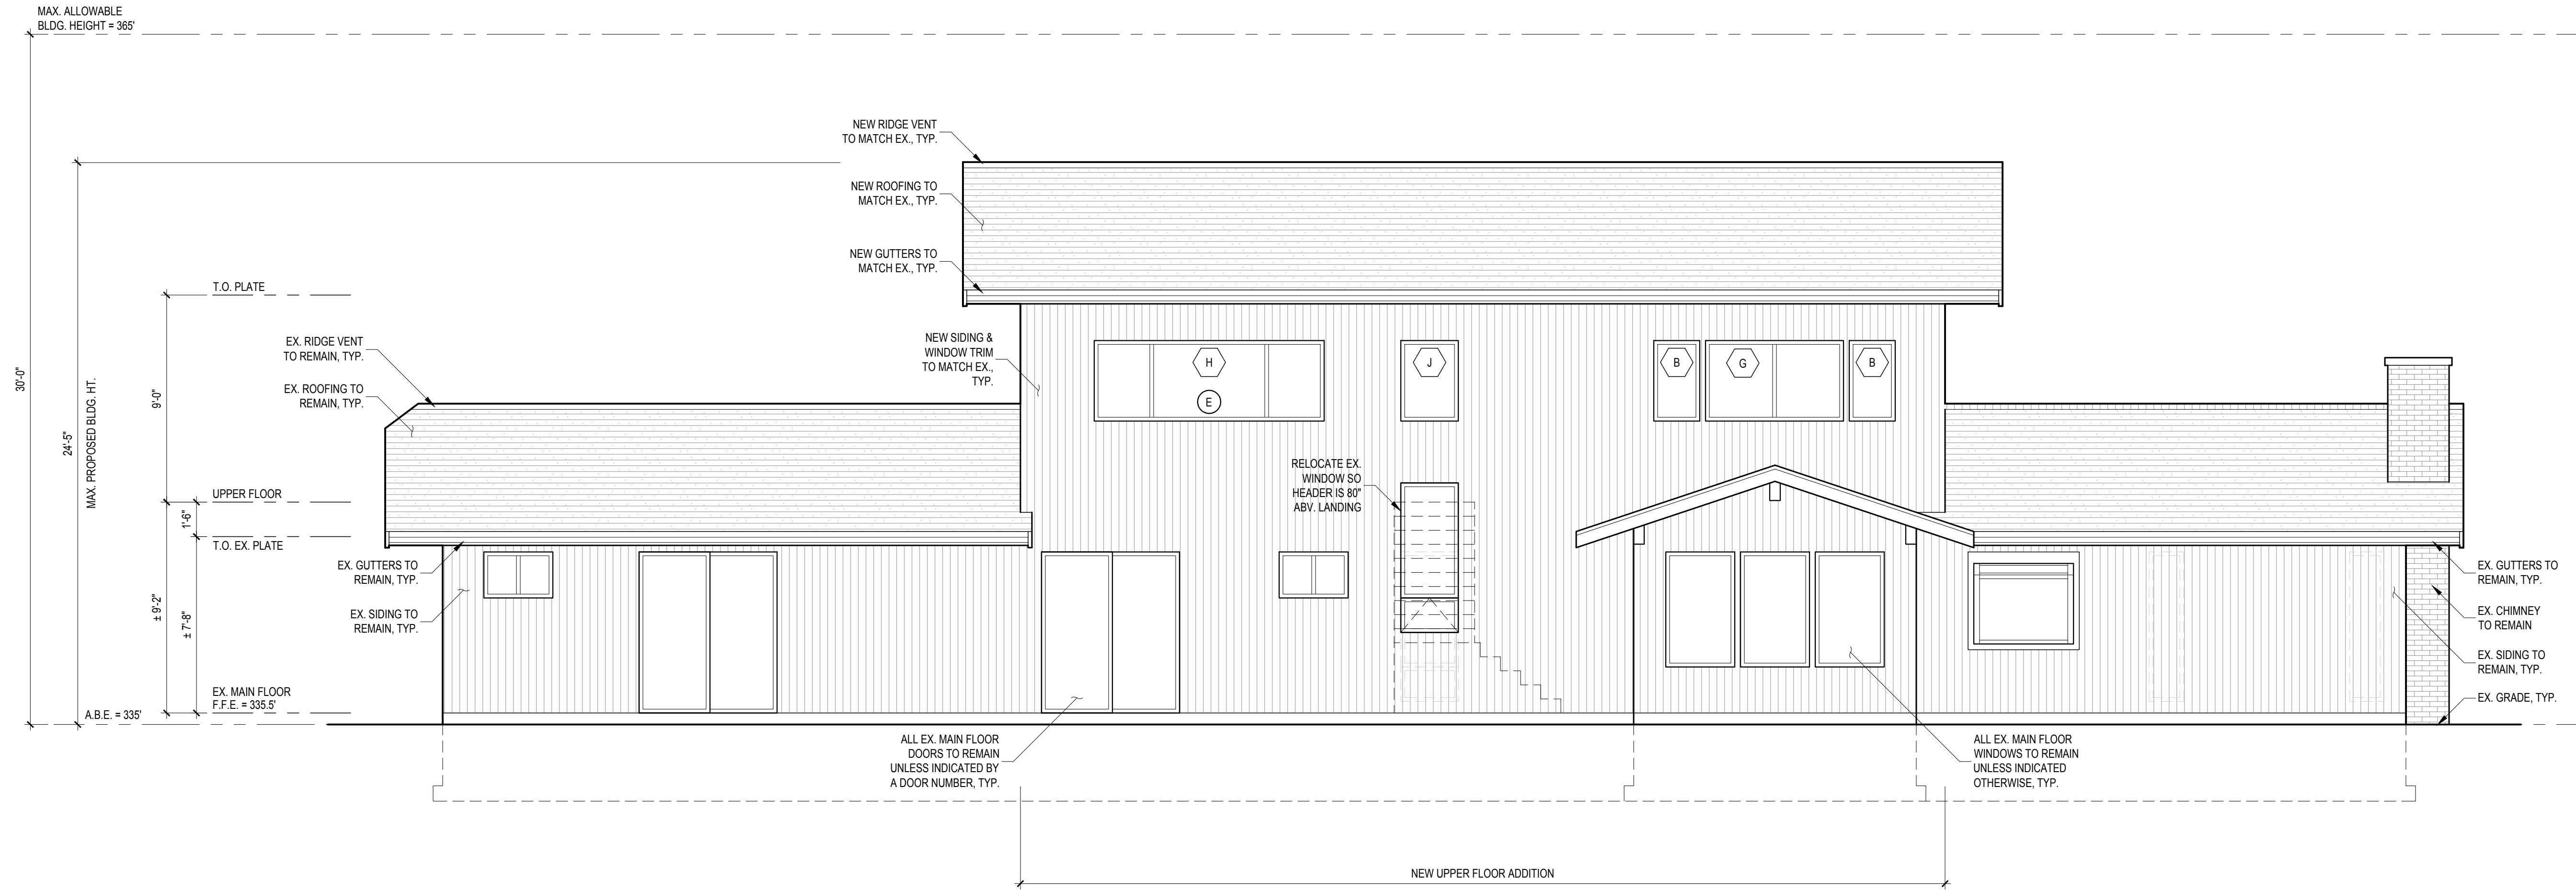 MAX. ALLOWABLE
BLDG. HEIGHT = 365'
30'-0"
24'-5"
MAX. PROPOSED BLDG. HT.
9'-0"
± 9'-2"
1'-6"
± 7'-8"
T.O. PLATE
UPPER FLOOR
T.O. EX. PLATE
EX. MAIN FLOOR
F.F.E. = 335.5'
A.B.E. = 335'
EX. RIDGE VENT
TO REMAIN, TYP.
EX. ROOFING TO
REMAIN, TYP.
EX. GUTTERS TO
REMAIN, TYP.
EX. SIDING TO
REMAIN, TYP.
NEW RIDGE VENT
TO MATCH EX., TYP.
NEW ROOFING TO
MATCH EX., TYP.
NEW GUTTERS TO
MATCH EX., TYP.
NEW SIDING &
WINDOW TRIM
TO MATCH EX.,
TYP.
H
E
J
B
G
B
RELOCATE EX.
WINDOW SO
HEADER IS 80"
ABV. LANDING
ALL EX. MAIN FLOOR
DOORS TO REMAIN
UNLESS INDICATED BY
A DOOR NUMBER, TYP.
ALL EX. MAIN FLOOR
WINDOWS TO REMAIN
UNLESS INDICATED
OTHERWISE, TYP.
EX. GUTTERS TO
REMAIN, TYP.
EX. CHIMNEY
TO REMAIN
EX. SIDING TO
REMAIN, TYP.
EX. GRADE, TYP.
NEW UPPER FLOOR ADDITION